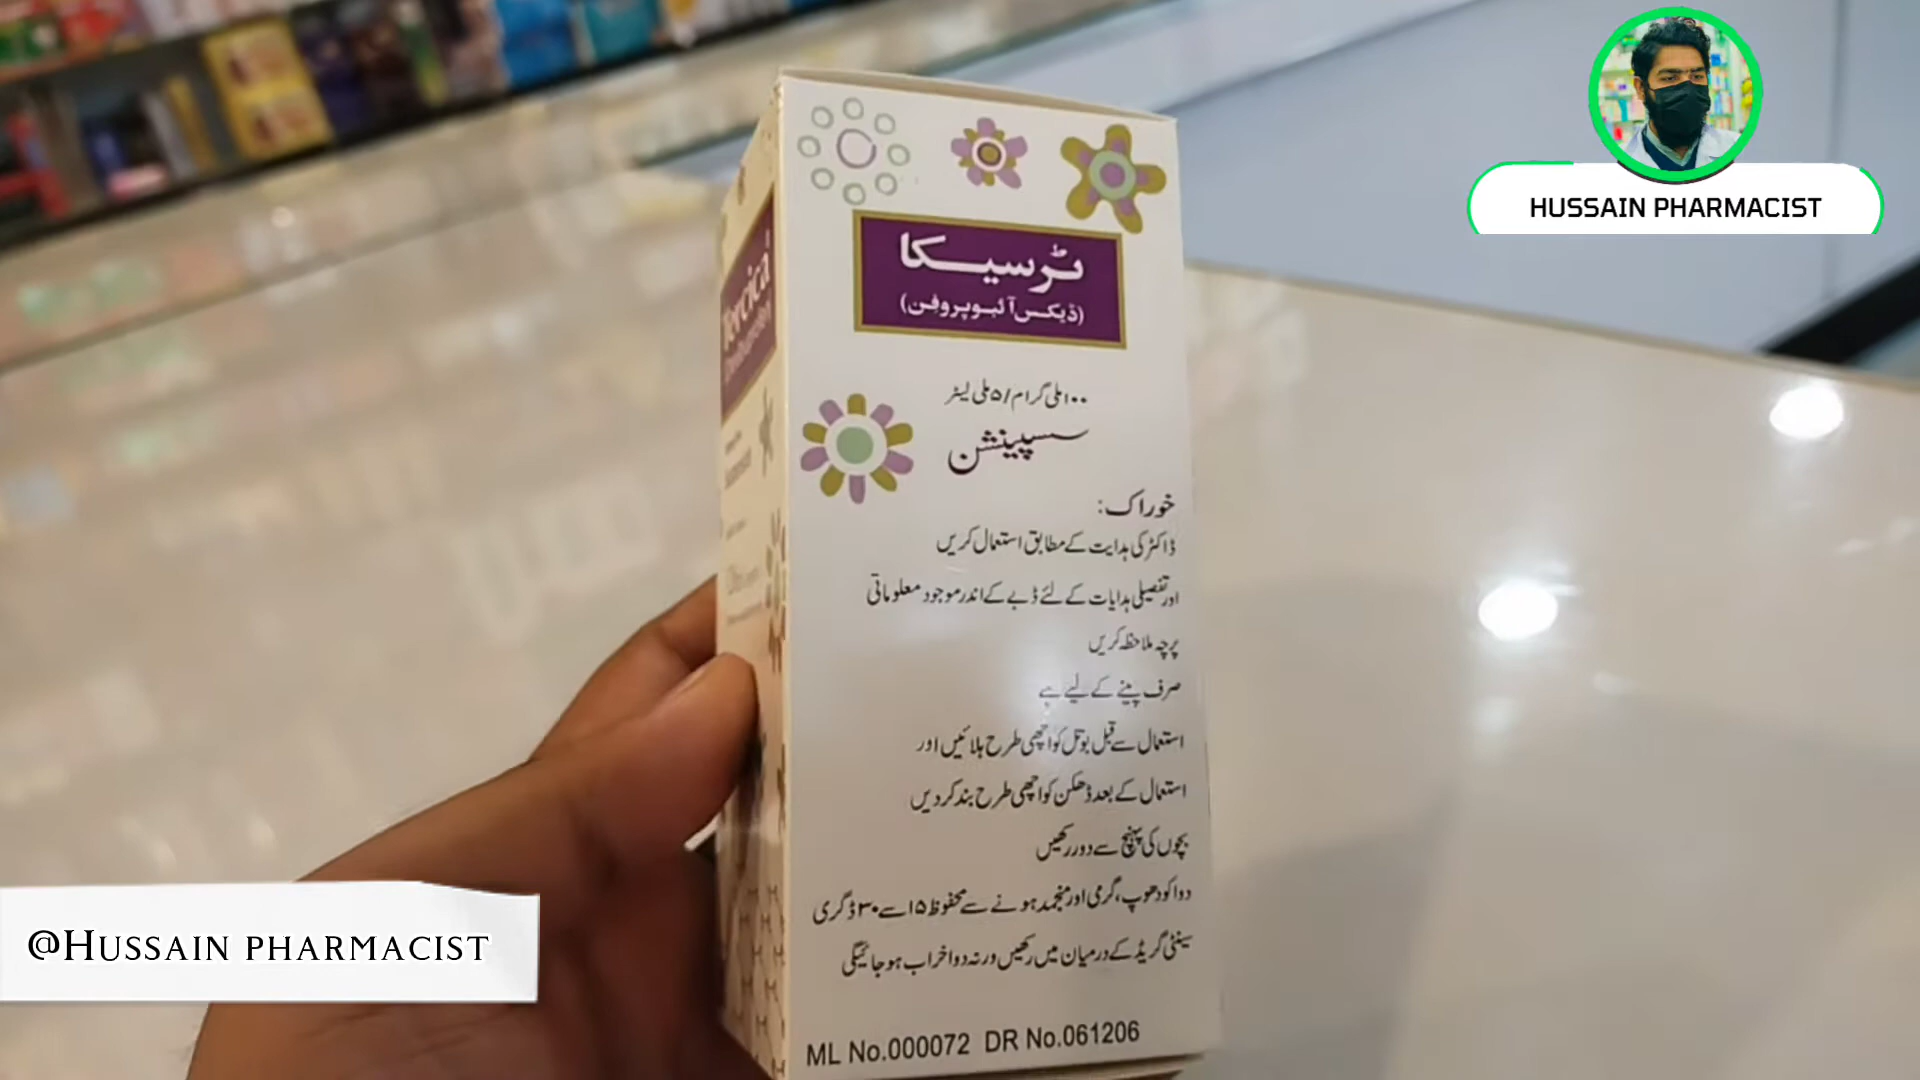 HUSSAIN PHARMACIST
ٹرسیکا
(ڈیکس آئبوپروفن)
Tercica
۱۰۰ ملی گرام/۵ ملی لیٹر
سسپینشن
خوراک:
ڈاکٹر کی ہدایت کے مطابق استعمال کریں
اور تفصیلی ہدایات کے لئے ڈبے کے اندر موجود معلوماتی
پرچہ ملاحظہ کریں
صرف پینے کے لیے ہے
استعمال سے قبل بوتل کو اچھی طرح ہلائیں اور
استعمال کے بعد ڈھکن کو اچھی طرح بند کر دیں
بچوں کی پہنچ سے دور رکھیں
دوا کو دھوپ، گرمی اور منجمد ہونے سے محفوظ ۱۵ سے ۳۰ ڈگری
سینٹی گریڈ کے درمیان میں رکھیں ورنہ دوا خراب ہو جائیگی
@HUSSAIN PHARMACIST
ML No.000072 DR No.061206